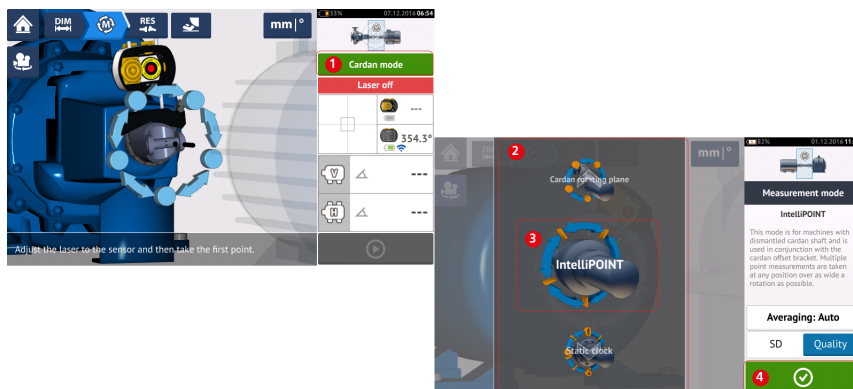 DIM
M
RES
mm|°
33%
07.12.2016 06:54
1 Cardan mode
Laser off
---
354.3°
V ---
H ---
Adjust the laser to the sensor and then take the first point.
2
mm|°
Cardan rotating plane
3
IntelliPOINT
Static clock
0
9
6
82%
01.12.2016 11:
Measurement mode
IntelliPOINT
This mode is for machines with
dismantled cardan shaft and is
used in conjunction with the
cardan offset bracket. Multiple
point measurements are taken
at any position over as wide a
rotation as possible.
Averaging: Auto
SD Quality
4